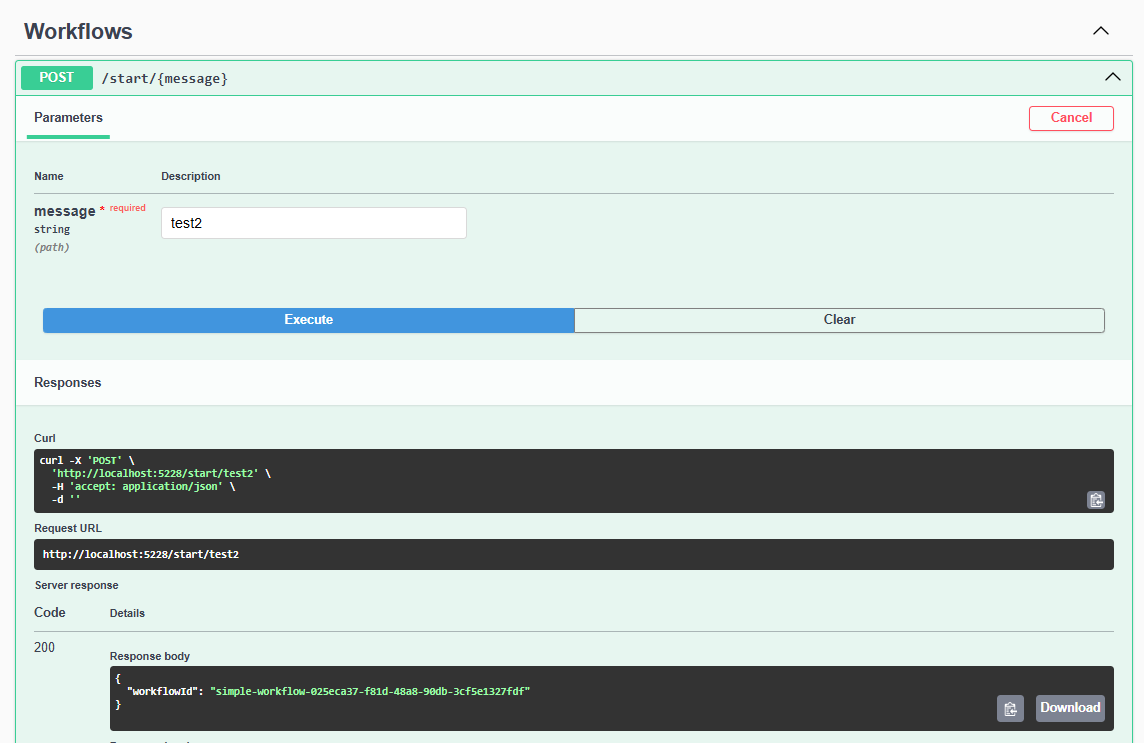 Workflows
POST /start/{message}
Parameters
Cancel
Name Description
message * required
string
(path)
test2
Execute Clear
Responses
Curl
curl -X 'POST' \
  'http://localhost:5228/start/test2' \
  -H 'accept: application/json' \
  -d ''
Request URL
http://localhost:5228/start/test2
Server response
Code Details
200
Response body
{
  "workflowId": "simple-workflow-025eca37-f81d-48a8-90db-3cf5e1327fdf"
}
Download